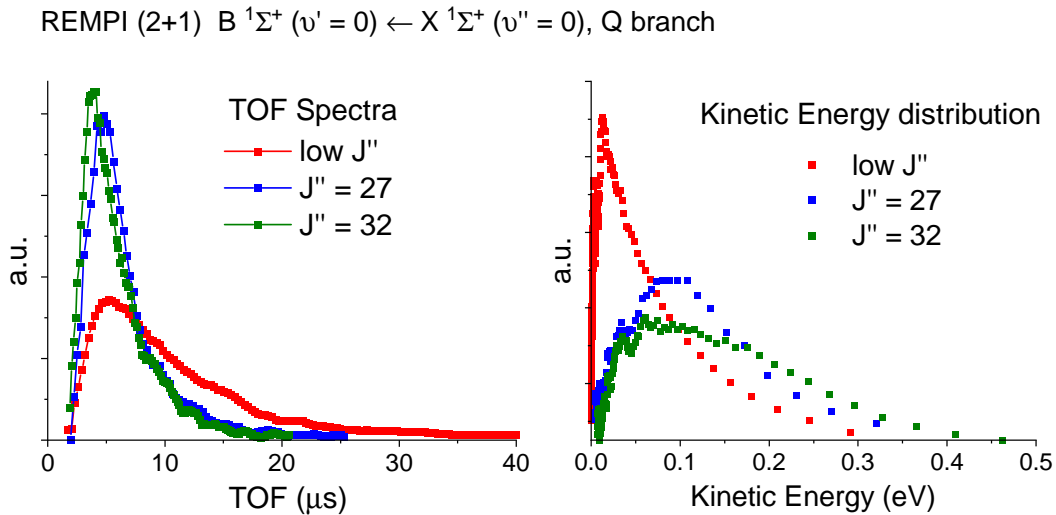 REMPI (2+1)  B ¹Σ⁺ (υ' = 0) ← X ¹Σ⁺ (υ'' = 0), Q branch
TOF Spectra
low J''
J'' = 27
J'' = 32
a.u.
0 10 20 30 40
TOF (μs)
Kinetic Energy distribution
low J''
J'' = 27
J'' = 32
a.u.
0.0 0.1 0.2 0.3 0.4 0.5
Kinetic Energy (eV)